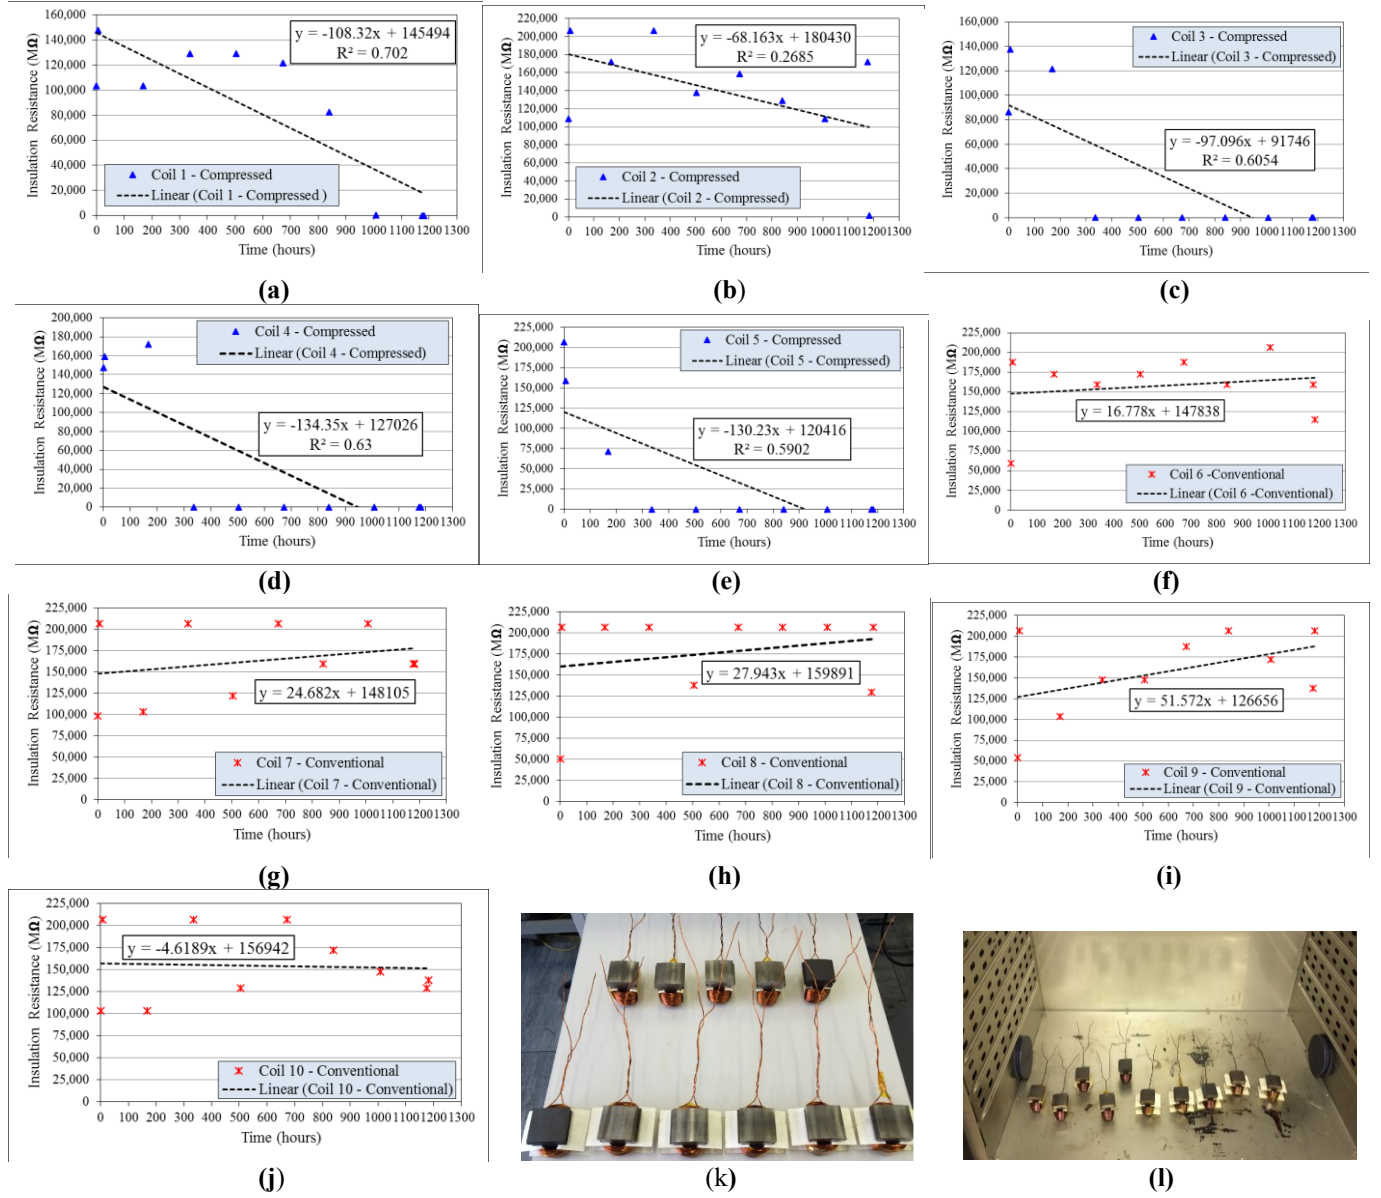 160,000
140,000
120,000
100,000
80,000
60,000
40,000
20,000
0
Insulation Resistance (MΩ)
y = -108.32x + 145494
R² = 0.702
Coil 1 - Compressed
Linear (Coil 1 - Compressed )
0 100 200 300 400 500 600 700 800 900 1000 1100 1200 1300
Time (hours)
(a)
220,000
200,000
180,000
160,000
140,000
120,000
100,000
80,000
60,000
40,000
20,000
0
Insulation Resistance (MΩ)
y = -68.163x + 180430
R² = 0.2685
Coil 2 - Compressed
Linear (Coil 2 - Compressed)
0 100 200 300 400 500 600 700 800 900 1000 1100 1200 1300
Time (hours)
(b)
160,000
140,000
120,000
100,000
80,000
60,000
40,000
20,000
0
Insulation Resistance (MΩ)
Coil 3 - Compressed
Linear (Coil 3 - Compressed)
y = -97.096x + 91746
R² = 0.6054
0 100 200 300 400 500 600 700 800 900 1000 1100 1200 1300
Time (hours)
(c)
200,000
180,000
160,000
140,000
120,000
100,000
80,000
60,000
40,000
20,000
0
Insulation Resistance (MΩ)
Coil 4 - Compressed
Linear (Coil 4 - Compressed)
y = -134.35x + 127026
R² = 0.63
0 100 200 300 400 500 600 700 800 900 1000 1100 1200 1300
Time (hours)
(d)
225,000
200,000
175,000
150,000
125,000
100,000
75,000
50,000
25,000
0
Insulation Resistance (MΩ)
Coil 5 - Compressed
Linear (Coil 5 - Compressed)
y = -130.23x + 120416
R² = 0.5902
0 100 200 300 400 500 600 700 800 900 1000 1100 1200 1300
Time (hours)
(e)
225,000
200,000
175,000
150,000
125,000
100,000
75,000
50,000
25,000
0
Insulation Resistance (MΩ)
y = 16.778x + 147838
Coil 6 -Conventional
Linear (Coil 6 -Conventional)
0 100 200 300 400 500 600 700 800 900 1000 1100 1200 1300
Time (hours)
(f)
225,000
200,000
175,000
150,000
125,000
100,000
75,000
50,000
25,000
0
Insulation Resistance (MΩ)
y = 24.682x + 148105
Coil 7 - Conventional
Linear (Coil 7 - Conventional)
0 100 200 300 400 500 600 700 800 900 1000 1100 1200 1300
Time (hours)
(g)
225,000
200,000
175,000
150,000
125,000
100,000
75,000
50,000
25,000
0
Insulation Resistance (MΩ)
y = 27.943x + 159891
Coil 8 - Conventional
Linear (Coil 8 - Conventional)
0 100 200 300 400 500 600 700 800 900 1000 1100 1200 1300
Time (hours)
(h)
225,000
200,000
175,000
150,000
125,000
100,000
75,000
50,000
25,000
0
Insulation Resistance (MΩ)
y = 51.572x + 126656
Coil 9 - Conventional
Linear (Coil 9 - Conventional)
0 100 200 300 400 500 600 700 800 900 1000 1100 1200 1300
Time (hours)
(i)
225,000
200,000
175,000
150,000
125,000
100,000
75,000
50,000
25,000
0
Insulation Resistance (MΩ)
y = -4.6189x + 156942
Coil 10 - Conventional
Linear (Coil 10 - Conventional)
0 100 200 300 400 500 600 700 800 900 1000 1100 1200 1300
Time (hours)
(j)
(k)
(l)